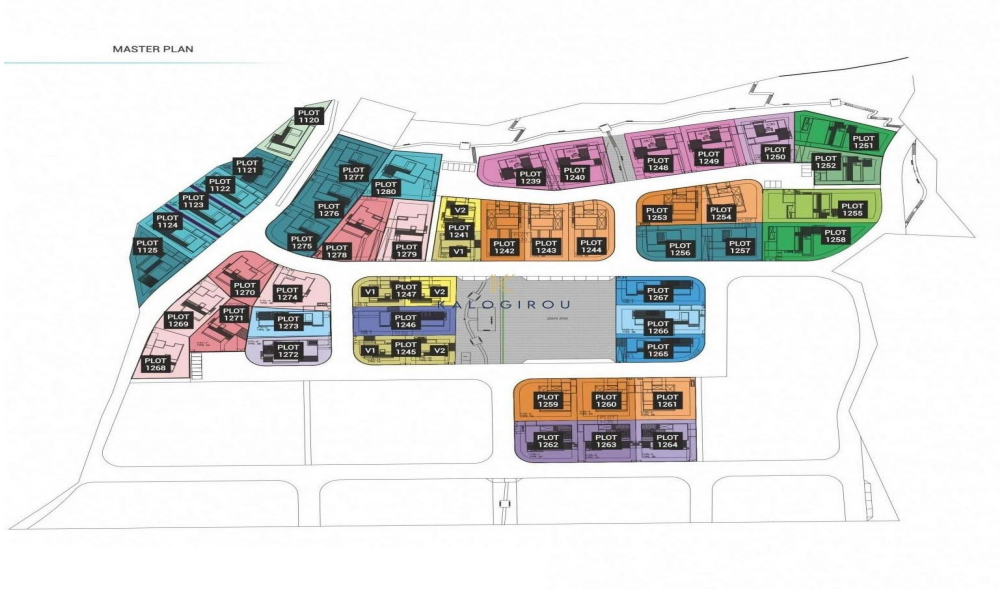 MASTER PLAN
PLOT
1120
PLOT
1121
PLOT
1122
PLOT
1123
PLOT
1124
PLOT
1125
PLOT
1277
PLOT
1280
PLOT
1276
PLOT
1275
PLOT
1278
PLOT
1279
PLOT
1239
PLOT
1240
PLOT
1248
PLOT
1249
PLOT
1250
PLOT
1251
PLOT
1252
V2
PLOT
1241
V1
PLOT
1242
PLOT
1243
PLOT
1244
PLOT
1253
PLOT
1254
PLOT
1255
PLOT
1256
PLOT
1257
PLOT
1258
PLOT
1270
PLOT
1274
PLOT
1269
PLOT
1271
PLOT
1273
PLOT
1268
PLOT
1272
V1
PLOT
1247
V2
PLOT
1246
V1
PLOT
1245
V2
KALOGIROU
PLOT
1267
PLOT
1266
PLOT
1265
PLOT
1259
PLOT
1260
PLOT
1261
PLOT
1262
PLOT
1263
PLOT
1264